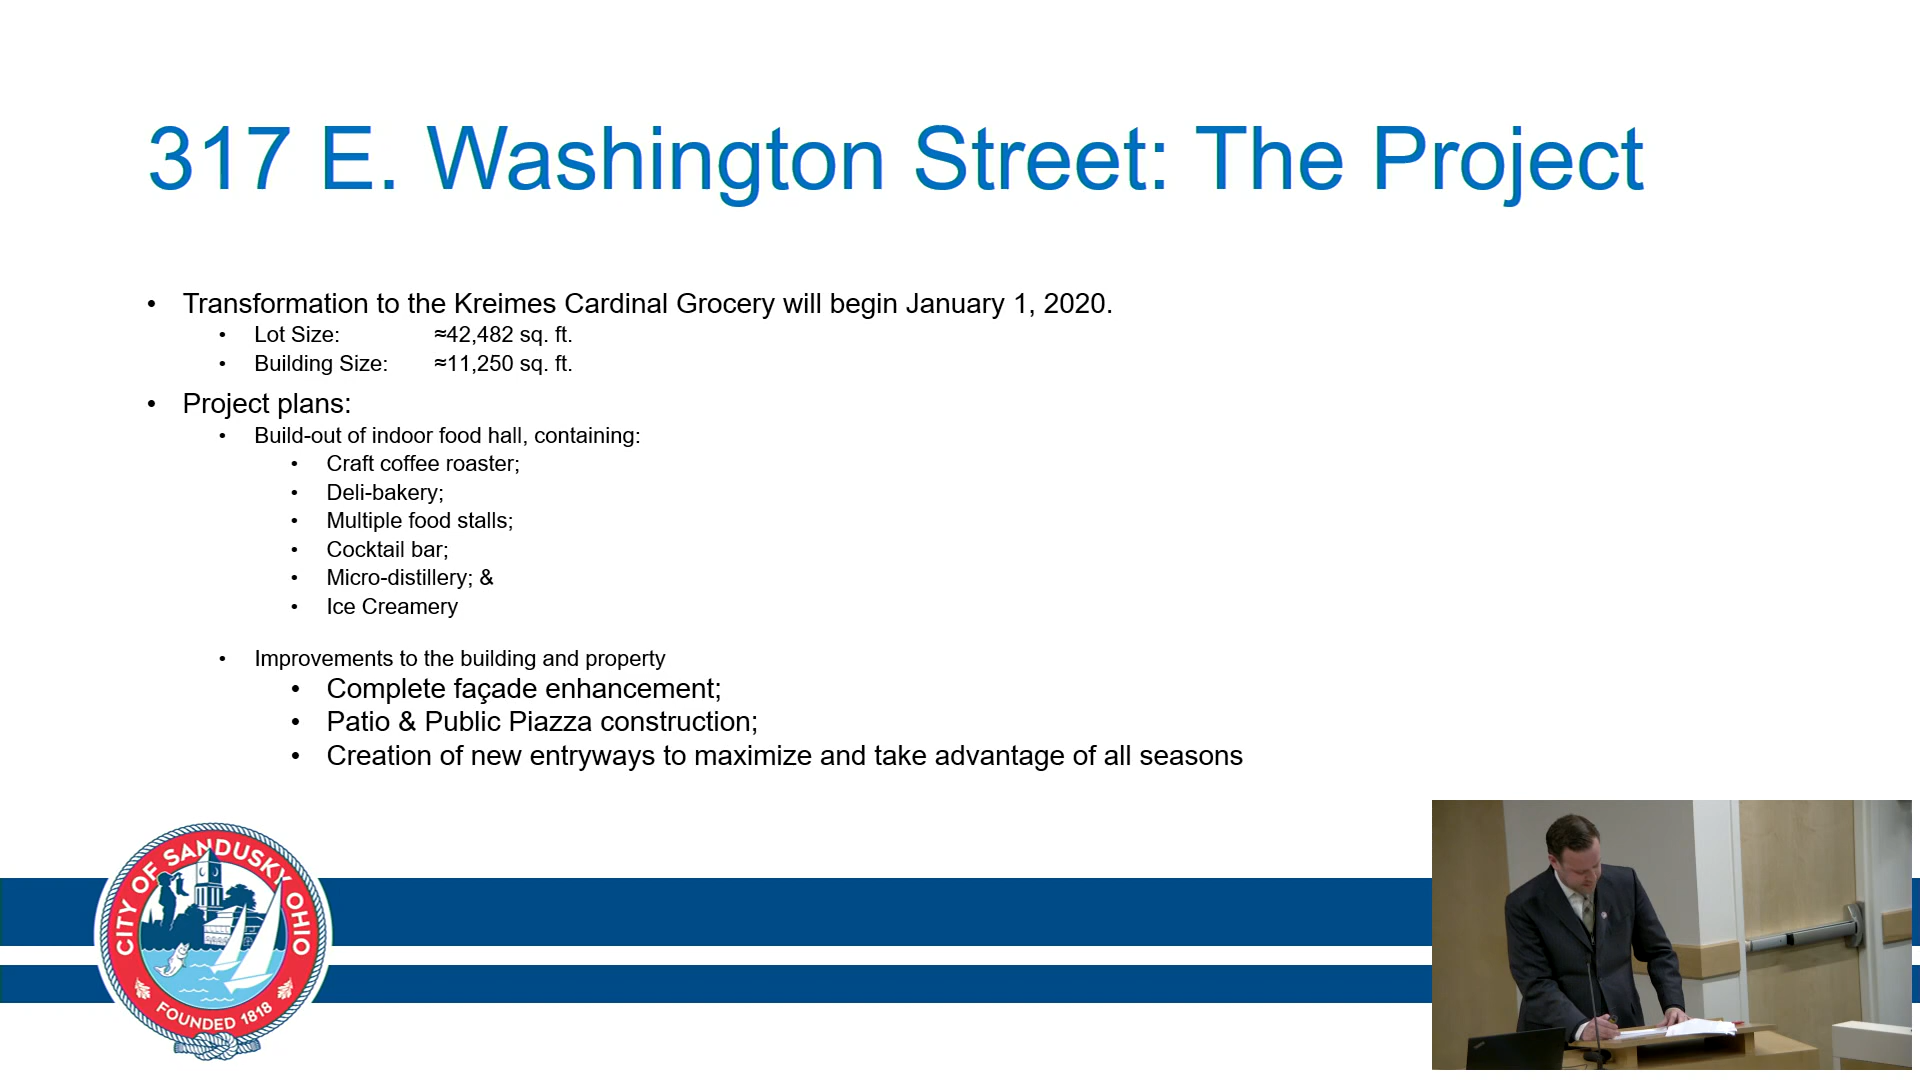 317 E. Washington Street: The Project
• Transformation to the Kreimes Cardinal Grocery will begin January 1, 2020.
• Lot Size: ≈42,482 sq. ft.
• Building Size: ≈11,250 sq. ft.
• Project plans:
• Build-out of indoor food hall, containing:
• Craft coffee roaster;
• Deli-bakery;
• Multiple food stalls;
• Cocktail bar;
• Micro-distillery; &
• Ice Creamery
• Improvements to the building and property
• Complete façade enhancement;
• Patio & Public Piazza construction;
• Creation of new entryways to maximize and take advantage of all seasons
CITY OF SANDUSKY OHIO
FOUNDED 1818